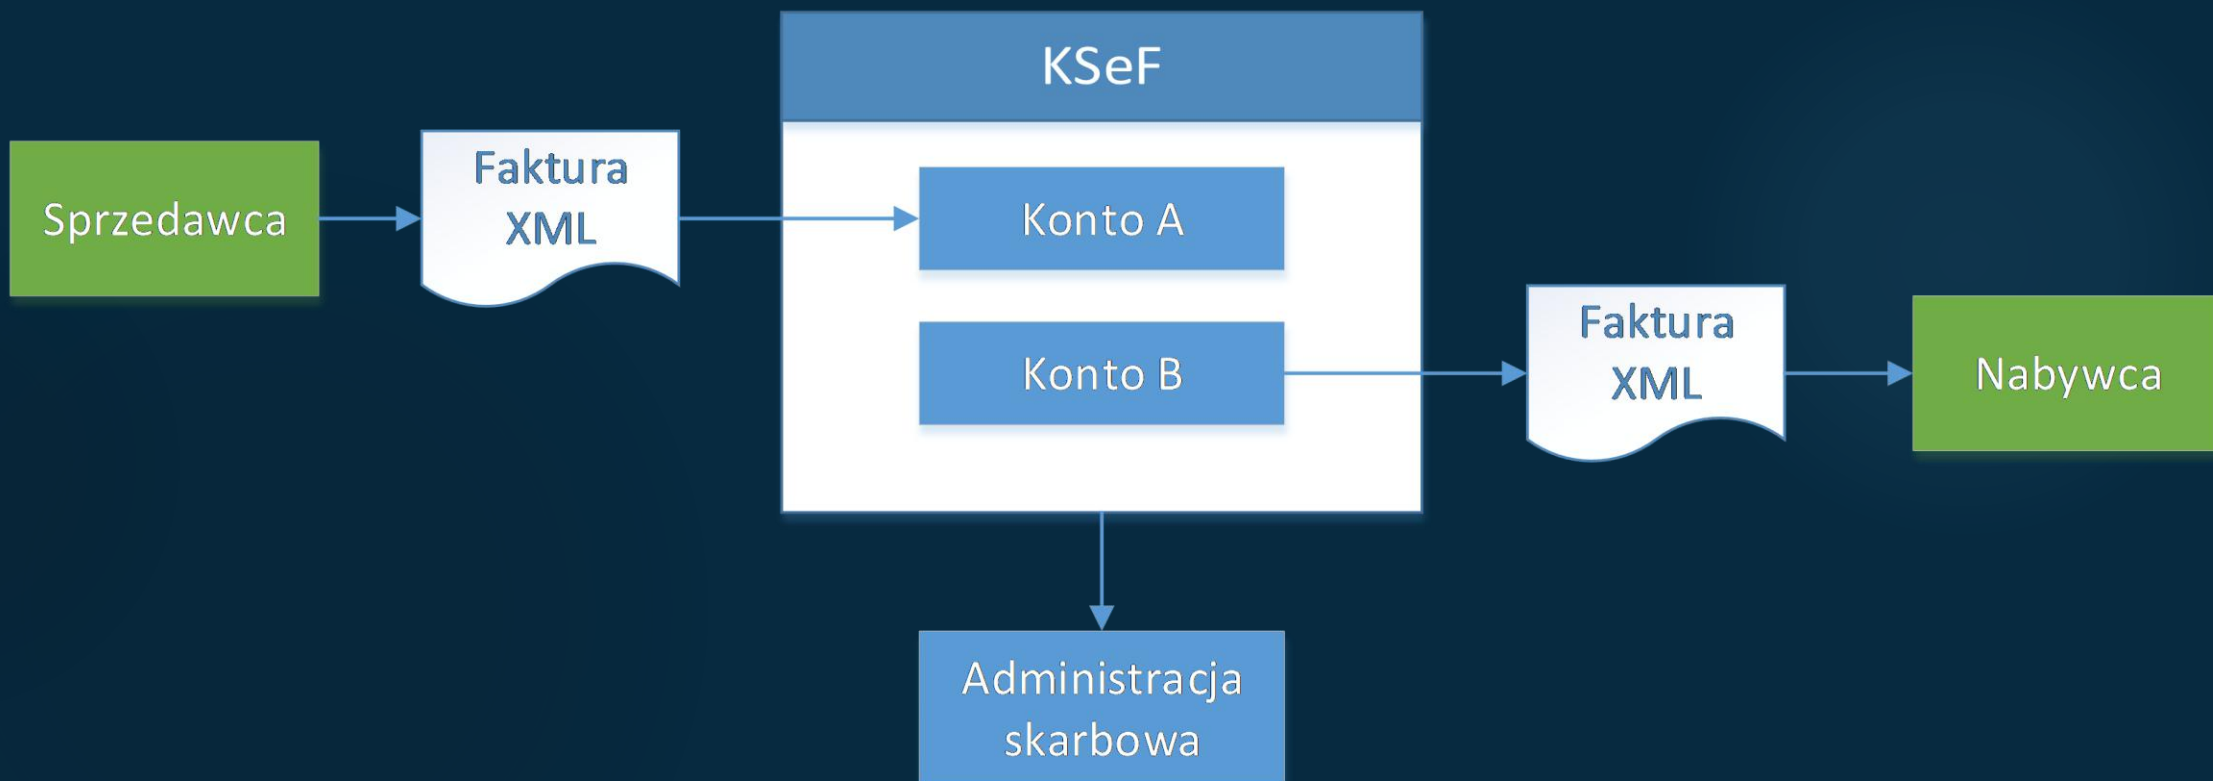 KSeF
Sprzedawca
Faktura
XML
Konto A
Konto B
Faktura
XML
Nabywca
Administracja
skarbowa